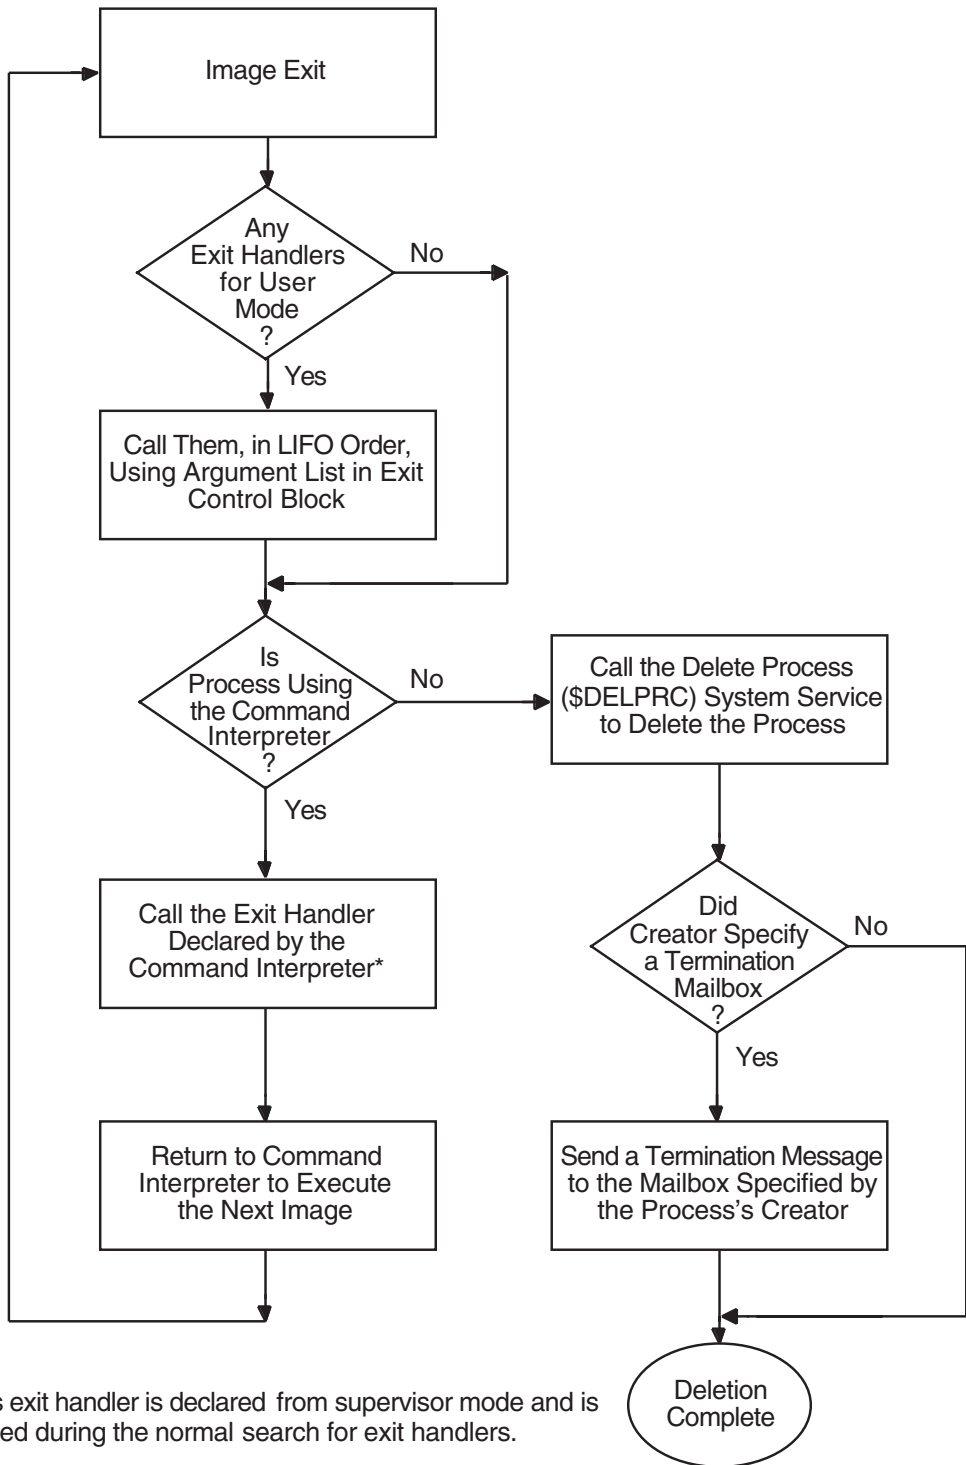 Image Exit
Any
Exit Handlers
for User
Mode
?
No
Yes
Call Them, in LIFO Order,
Using Argument List in Exit
Control Block
Is
Process Using
the Command
Interpreter
?
No
Yes
Call the Delete Process
($DELPRC) System Service
to Delete the Process
Call the Exit Handler
Declared by the
Command Interpreter*
Did
Creator Specify
a Termination
Mailbox
?
No
Yes
Return to Command
Interpreter to Execute
the Next Image
Send a Termination Message
to the Mailbox Specified by
the Process's Creator
exit handler is declared from supervisor mode and is
during the normal search for exit handlers.
Deletion
Complete